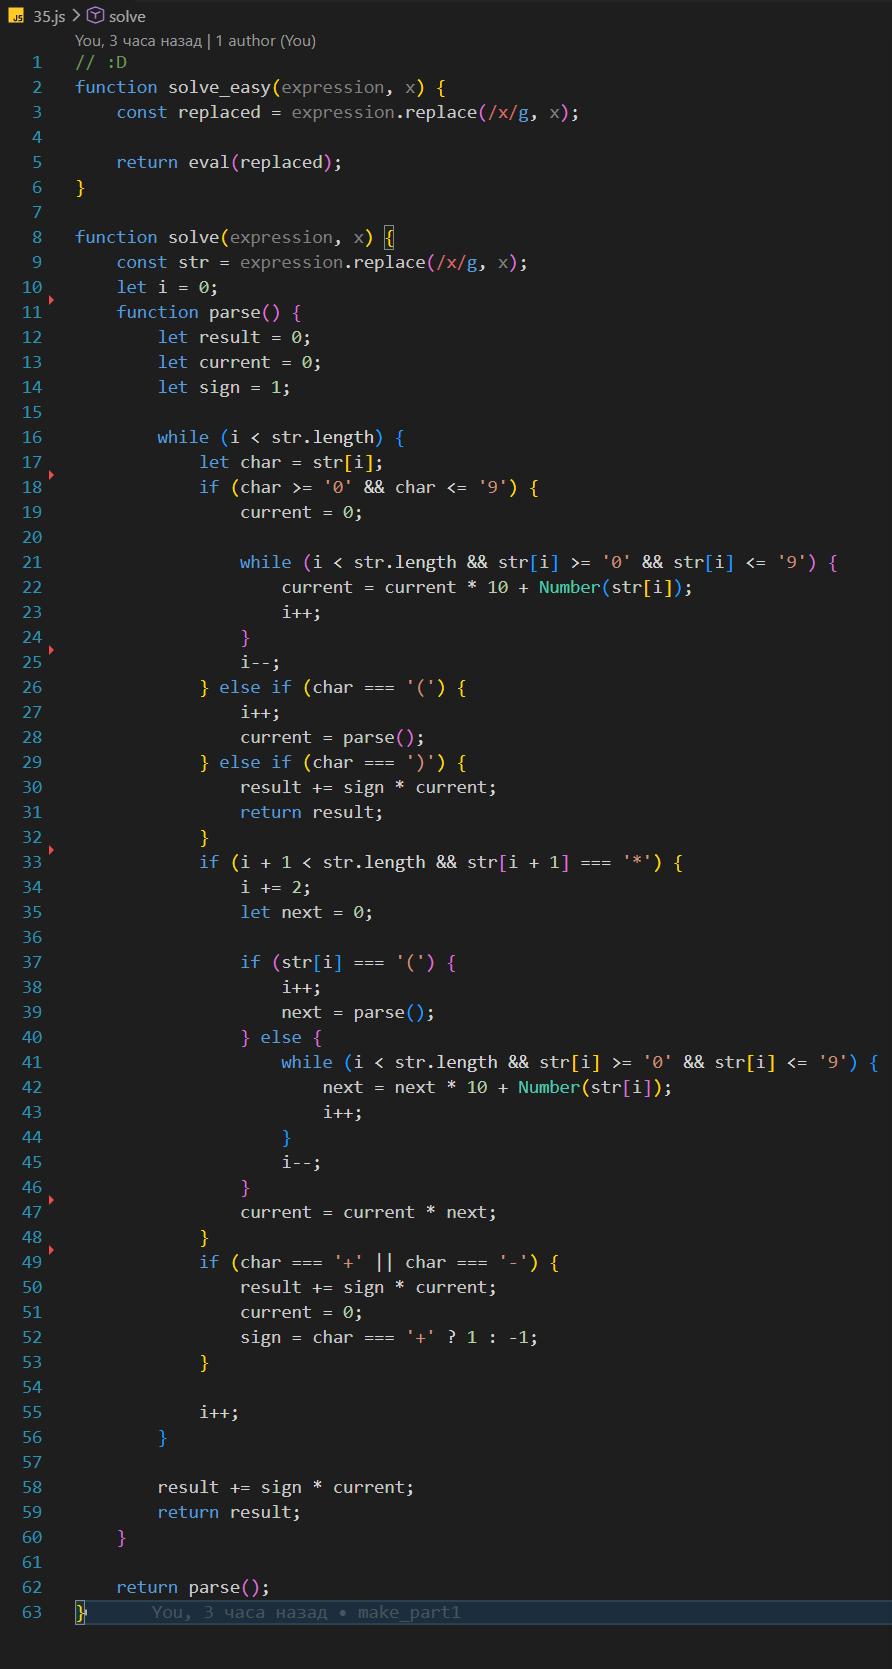 JS 35.js > solve
You, 3 часа назад | 1 author (You)
1 // :D
2 function solve_easy(expression, x) {
3     const replaced = expression.replace(/x/g, x);
4
5     return eval(replaced);
6 }
7
8 function solve(expression, x) {
9     const str = expression.replace(/x/g, x);
10     let i = 0;
11     function parse() {
12         let result = 0;
13         let current = 0;
14         let sign = 1;
15
16         while (i < str.length) {
17             let char = str[i];
18             if (char >= '0' && char <= '9') {
19                 current = 0;
20
21                 while (i < str.length && str[i] >= '0' && str[i] <= '9') {
22                     current = current * 10 + Number(str[i]);
23                     i++;
24                 }
25                 i--;
26             } else if (char === '(') {
27                 i++;
28                 current = parse();
29             } else if (char === ')') {
30                 result += sign * current;
31                 return result;
32             }
33             if (i + 1 < str.length && str[i + 1] === '*') {
34                 i += 2;
35                 let next = 0;
36
37                 if (str[i] === '(') {
38                     i++;
39                     next = parse();
40                 } else {
41                     while (i < str.length && str[i] >= '0' && str[i] <= '9') {
42                         next = next * 10 + Number(str[i]);
43                         i++;
44                     }
45                     i--;
46                 }
47                 current = current * next;
48             }
49             if (char === '+' || char === '-') {
50                 result += sign * current;
51                 current = 0;
52                 sign = char === '+' ? 1 : -1;
53             }
54
55             i++;
56         }
57
58         result += sign * current;
59         return result;
60     }
61
62     return parse();
63 }     You, 3 часа назад • make_part1